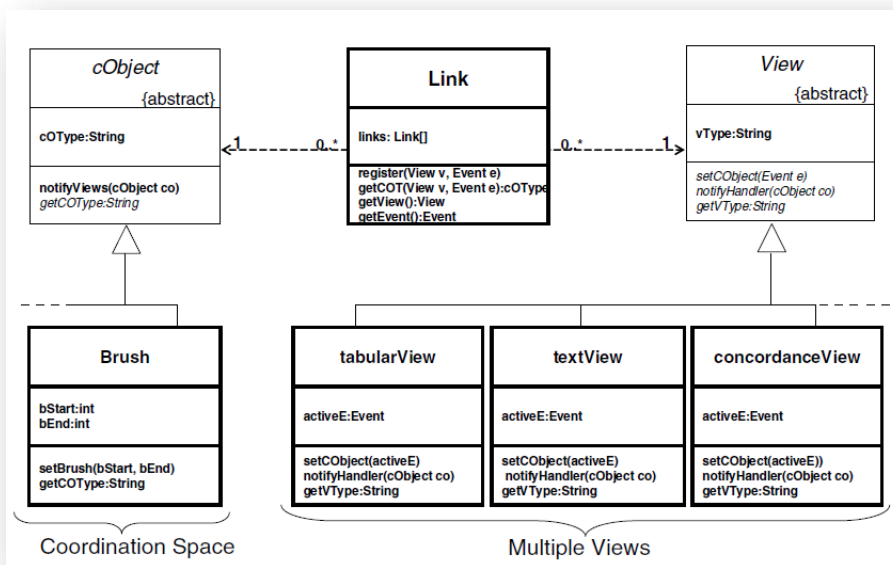 cObject
{abstract}
cOType:String
notifyViews(cObject co)
getCOType:String
1
0..*
Link
links: Link[]
register(View v, Event e)
getCOT(View v, Event e):cOType
getView():View
getEvent():Event
0..*
1
View
{abstract}
vType:String
setCObject(Event e)
notifyHandler(cObject co)
getVType:String
Brush
bStart:int
bEnd:int
setBrush(bStart, bEnd)
getCOType:String
Coordination Space
tabularView
activeE:Event
setCObject(activeE)
notifyHandler(cObject co)
getVType:String
textView
activeE:Event
setCObject(activeE)
notifyHandler(cObject co)
getVType:String
concordanceView
activeE:Event
setCObject(activeE))
notifyHandler(cObject co)
getVType:String
Multiple Views